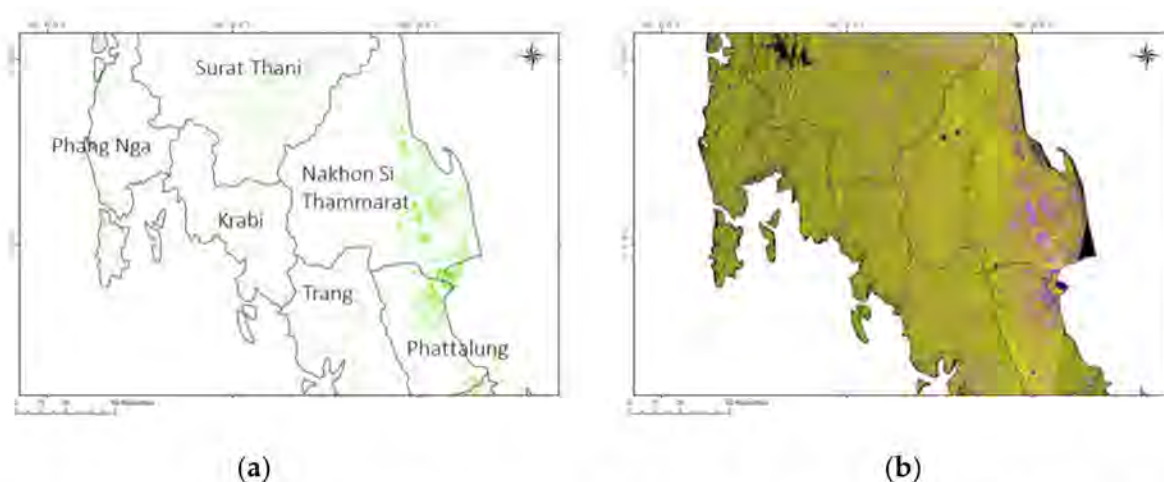 Surat Thani
Phang Nga
Nakhon Si
Thammarat
Krabi
Trang
Phattalung
(a)
(b)